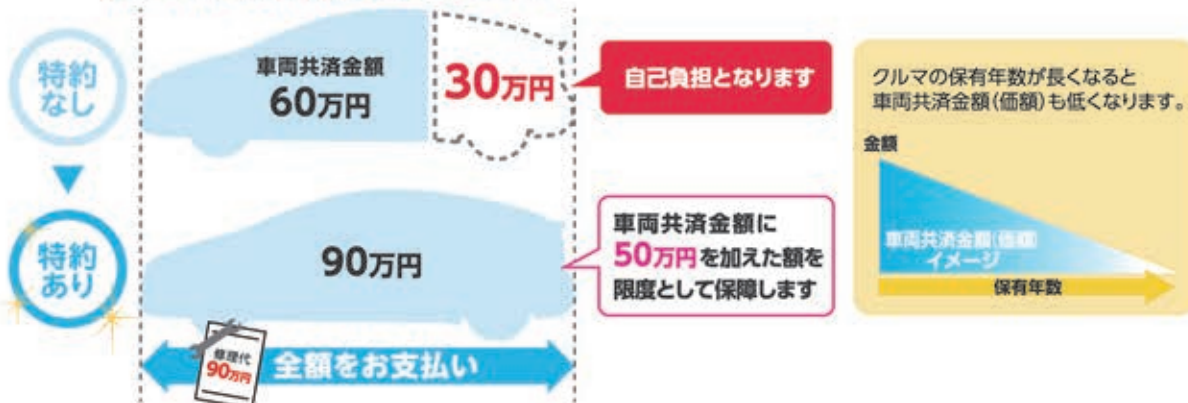 特約
なし
車両共済金額
60万円
30万円
自己負担となります
特約
あり
90万円
車両共済金額に
50万円を加えた額を
限度として保障します
修理代
90万円
全額をお支払い
クルマの保有年数が長くなると
車両共済金額(価額)も低くなります。
金額
車両共済金額(価額)
イメージ
保有年数